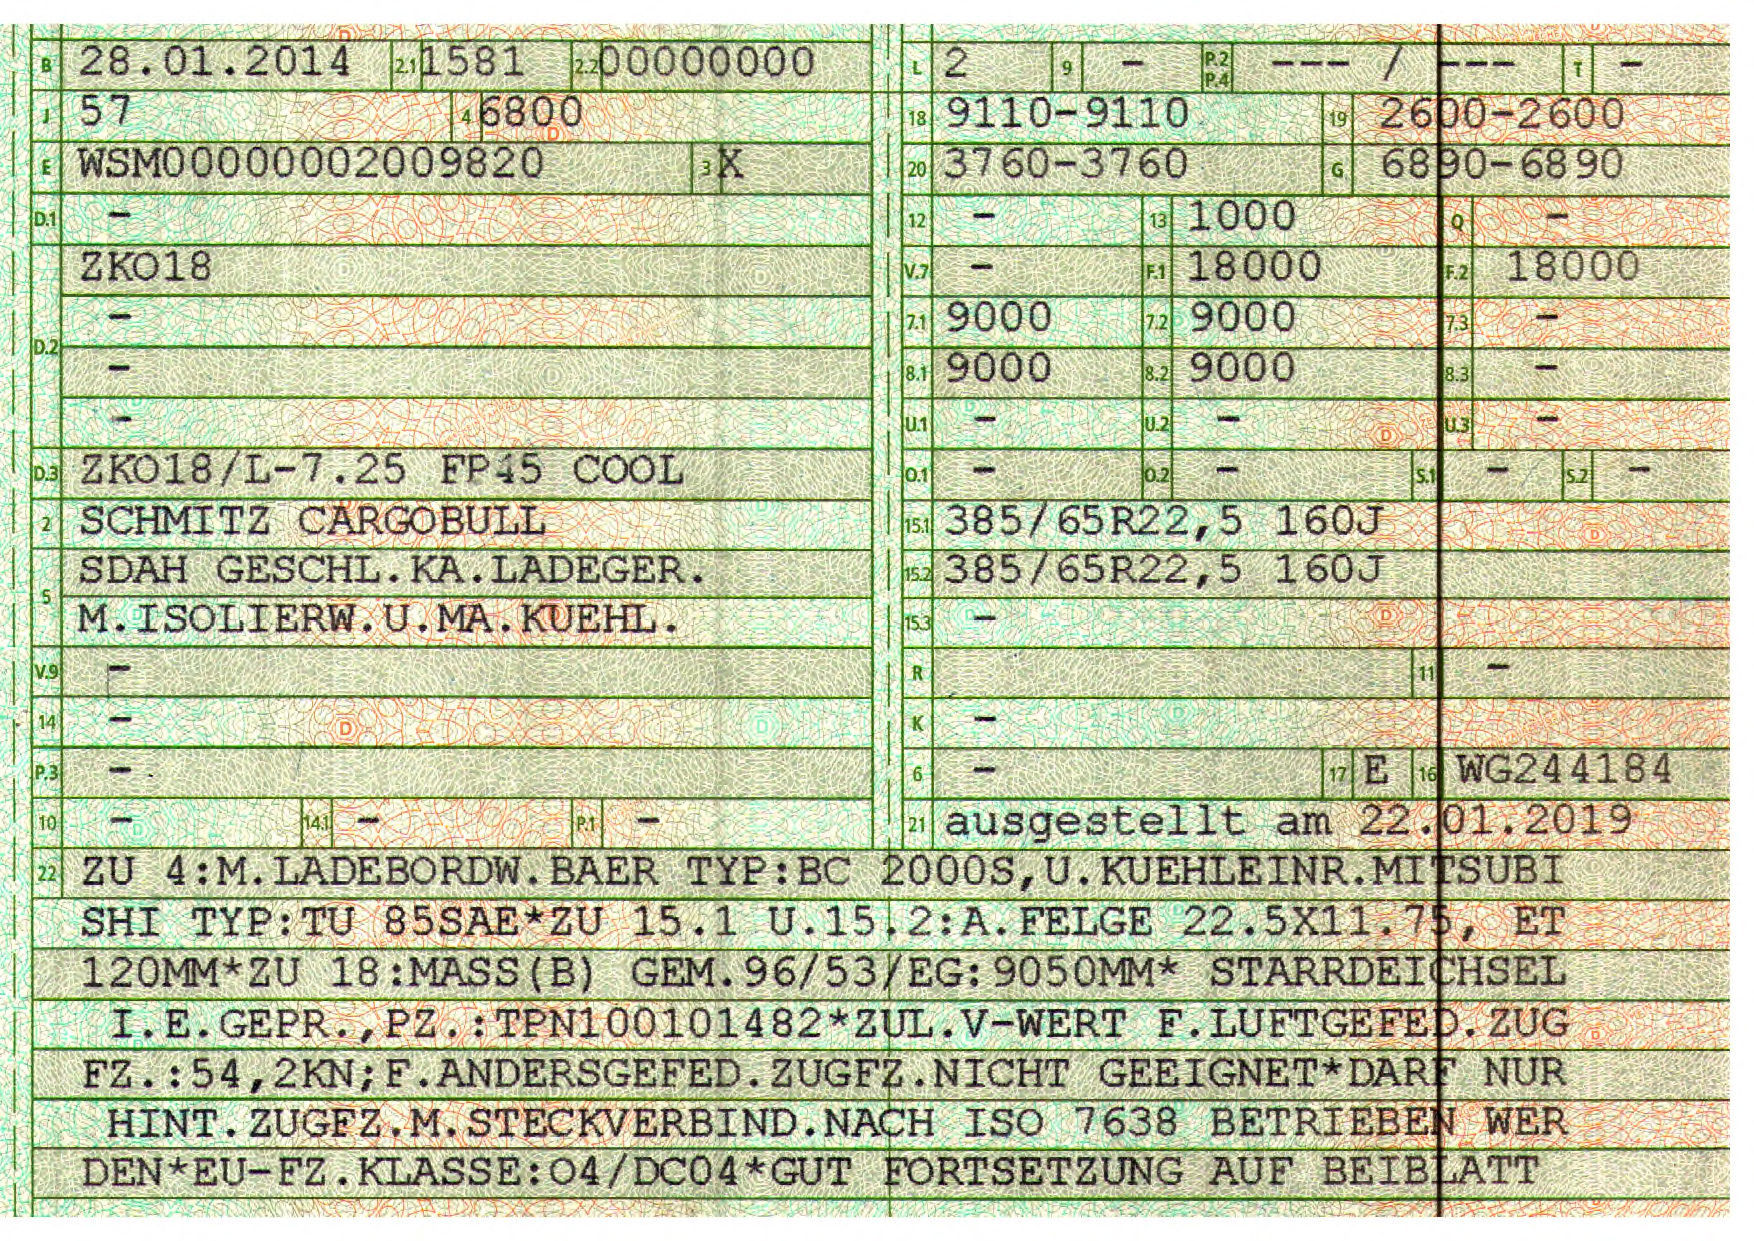 B 28.01.2014 2.1 1581 2.2 00000000
J 57 4 6800
E WSM00000002009820 3 X
D.1 -
ZKO18
D.2 -
-
-
D.3 ZKO18/L-7.25 FP45 COOL
2 SCHMITZ CARGOBULL
5 SDAH GESCHL.KA.LADEGER.
M.ISOLIERW.U.MA.KUEHL.
V.9 -
14 -
P.3 -
10 - 14.1 - P.1 -
L 2 9 - P.2 P.4 --- / --- T -
18 9110-9110 19 2600-2600
20 3760-3760 G 6890-6890
12 - 13 1000 Q -
V.7 - F.1 18000 F.2 18000
7.1 9000 7.2 9000 7.3 -
8.1 9000 8.2 9000 8.3 -
U.1 - U.2 - U.3 -
O.1 - O.2 - S.1 - S.2 -
15.1 385/65R22,5 160J
15.2 385/65R22,5 160J
15.3 -
R 11 -
K -
6 - 17 E 16 WG244184
21 ausgestellt am 22.01.2019
22 ZU 4:M.LADEBORDW.BAER TYP:BC 2000S,U.KUEHLEINR.MITSUBI
SHI TYP:TU 85SAE*ZU 15.1 U.15.2:A.FELGE 22.5X11.75, ET
120MM*ZU 18:MASS(B) GEM.96/53/EG:9050MM* STARRDEICHSEL
I.E.GEPR.,PZ.:TPN100101482*ZUL.V-WERT F.LUFTGEFED.ZUG
FZ.:54,2KN;F.ANDERSGEFED.ZUGFZ.NICHT GEEIGNET*DARF NUR
HINT.ZUGFZ.M.STECKVERBIND.NACH ISO 7638 BETRIEBEN WER
DEN*EU-FZ.KLASSE:O4/DC04*GUT FORTSETZUNG AUF BEIBLATT